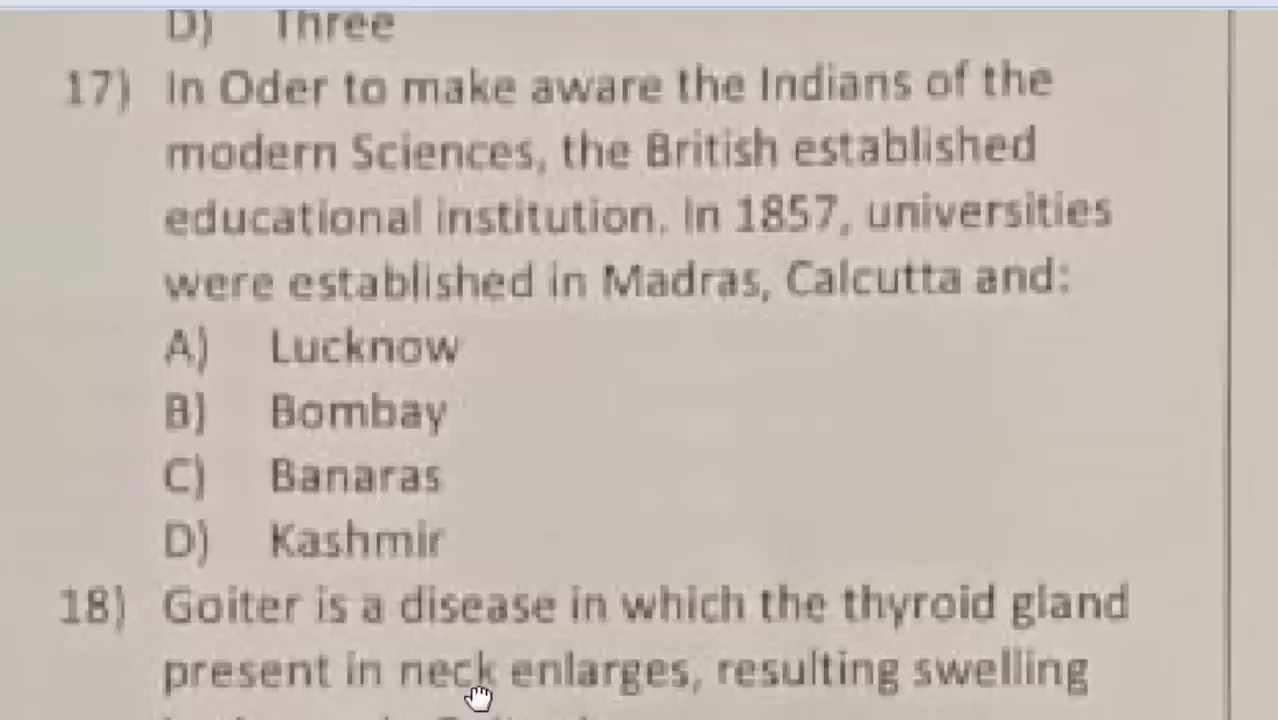 D) Three
17) In Oder to make aware the Indians of the
modern Sciences, the British established
educational institution. In 1857, universities
were established in Madras, Calcutta and:
A) Lucknow
B) Bombay
C) Banaras
D) Kashmir
18) Goiter is a disease in which the thyroid gland
present in neck enlarges, resulting swelling